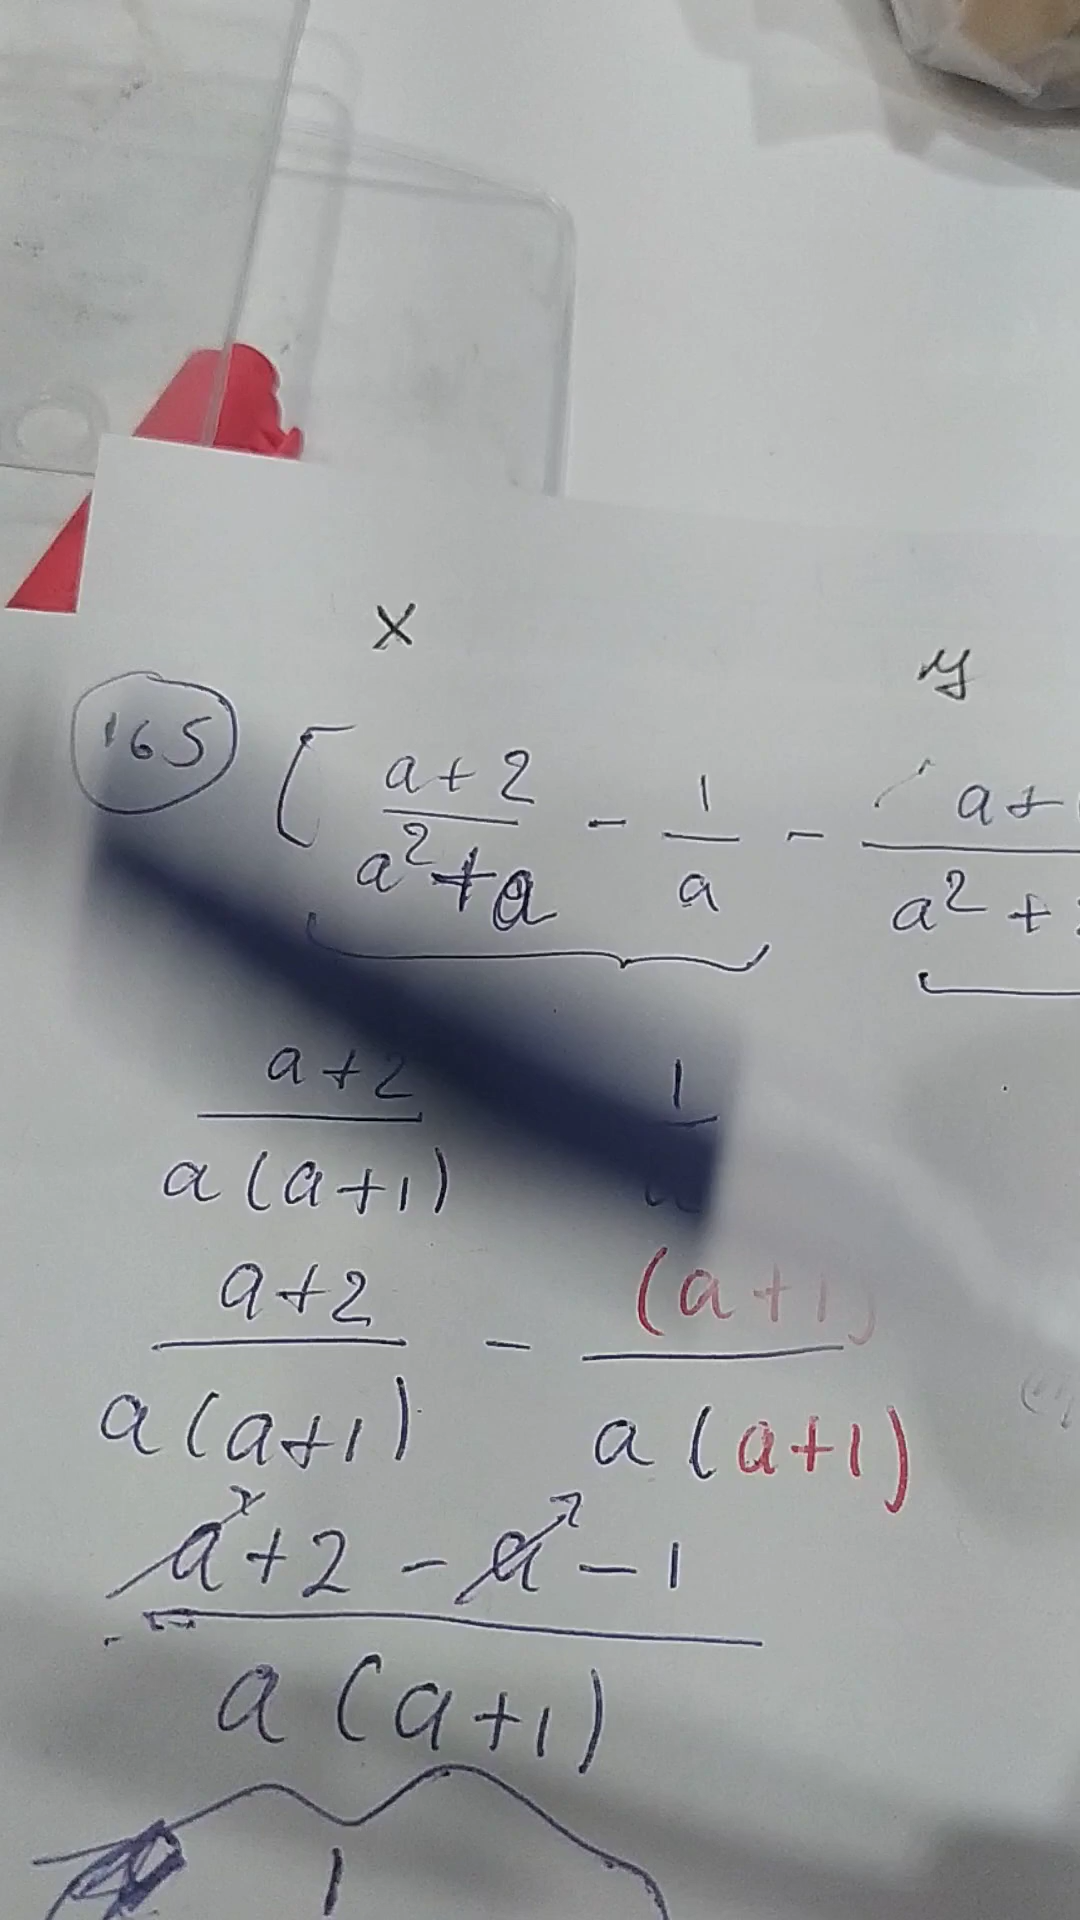 x y
165 [ (a+2)/(a²+a) - 1/a - (a+)/(a²+
(a+2)/(a(a+1)) 1
(a+2)/(a(a+1)) - (a+1)/(a(a+1))
(a+2-a-1)/(a(a+1))
1